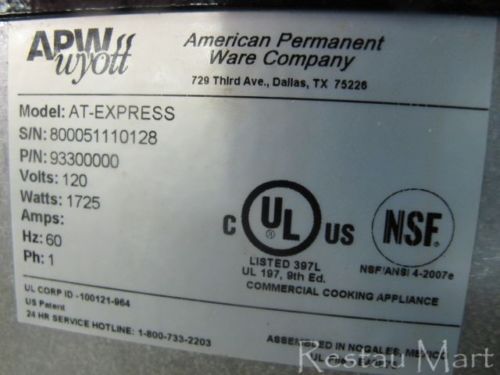 APW wyott
American Permanent
Ware Company
729 Third Ave., Dallas, TX 75226
Model: AT-EXPRESS
S/N: 800051110128
P/N: 93300000
Volts: 120
Watts: 1725
Amps:
Hz: 60
Ph: 1
C UL US
LISTED 397L
UL 197, 9th Ed.
COMMERCIAL COOKING APPLIANCE
NSF
NSF/ANSI 4-2007e
UL CORP ID -100121-964
US Patent
24 HR SERVICE HOTLINE: 1-800-733-2203
ASSEMBLED IN NOGALES, MEXICO
Restau Mart